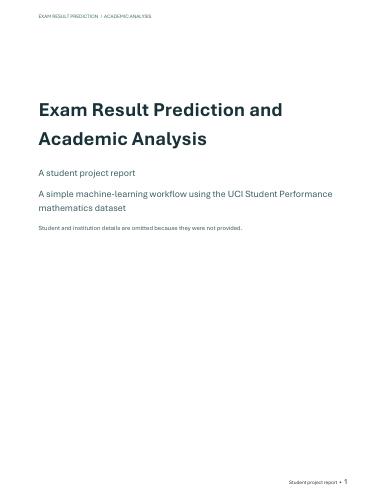 EXAM RESULT PREDICTION | ACADEMIC ANALYSIS
Exam Result Prediction and
Academic Analysis
A student project report
A simple machine-learning workflow using the UCI Student Performance
mathematics dataset
Student and institution details are omitted because they were not provided.
Student project report • 1